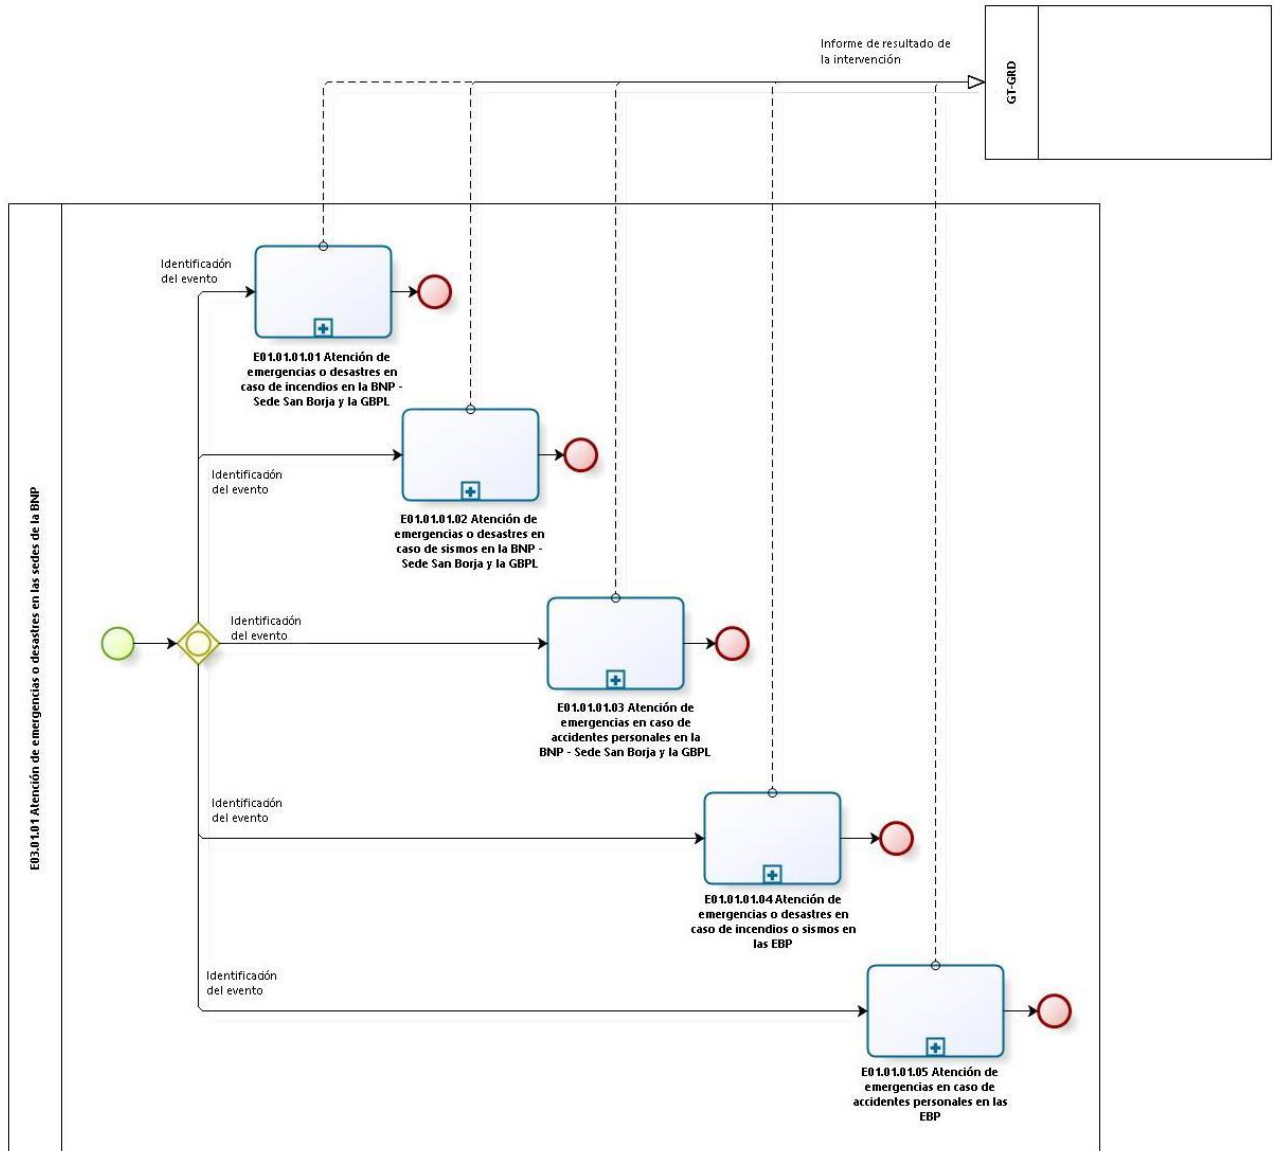 Informe de resultado de
la intervención
GT-GRD
E03.01.01 Atención de emergencias o desastres en las sedes de la BNP
Identificación
del evento
E01.01.01.01 Atención de
emergencias o desastres en
caso de incendios en la BNP -
Sede San Borja y la GBPL
Identificación
del evento
E01.01.01.02 Atención de
emergencias o desastres en
caso de sismos en la BNP -
Sede San Borja y la GBPL
Identificación
del evento
E01.01.01.03 Atención de
emergencias en caso de
accidentes personales en la
BNP - Sede San Borja y la GBPL
Identificación
del evento
E01.01.01.04 Atención de
emergencias o desastres en
caso de incendios o sismos en
las EBP
Identificación
del evento
E01.01.01.05 Atención de
emergencias en caso de
accidentes personales en las
EBP